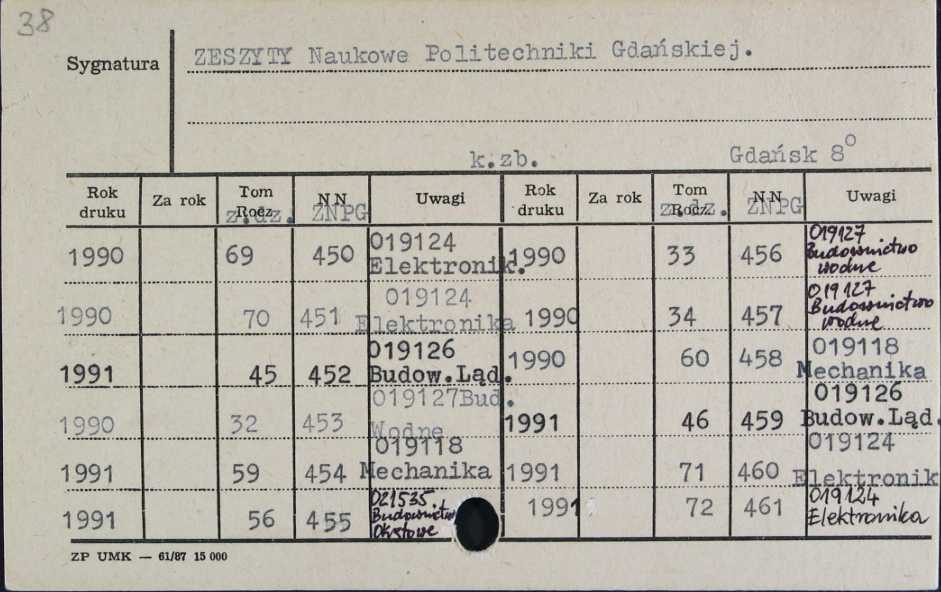 38
Sygnatura
ZESZYTY Naukowe Politechniki Gdańskiej.
k.zb. Gdańsk 8°
Rok druku Za rok Tom Rocz. z.dz. NN ZNPG Uwagi Rok druku Za rok Tom Rocz. z.dz. NN ZNPG Uwagi
1990 69 450 019124 Elektronik. 1990 33 456 019127 Budownictwo wodne
1990 70 451 019124 Elektronika 1990 34 457 019127 Budownictwo wodne
1991 45 452 019126 Budow.Ląd. 1990 60 458 019118 Mechanika
1990 32 453 019127Bud. Wodne 1991 46 459 019126 Budow.Ląd.
1991 59 454 019118 Mechanika 1991 71 460 019124 Elektronik
1991 56 455 021535 Budownictwo Okrętowe 1991 72 461 019124 Elektronika
ZP UMK — 61/87 15 000